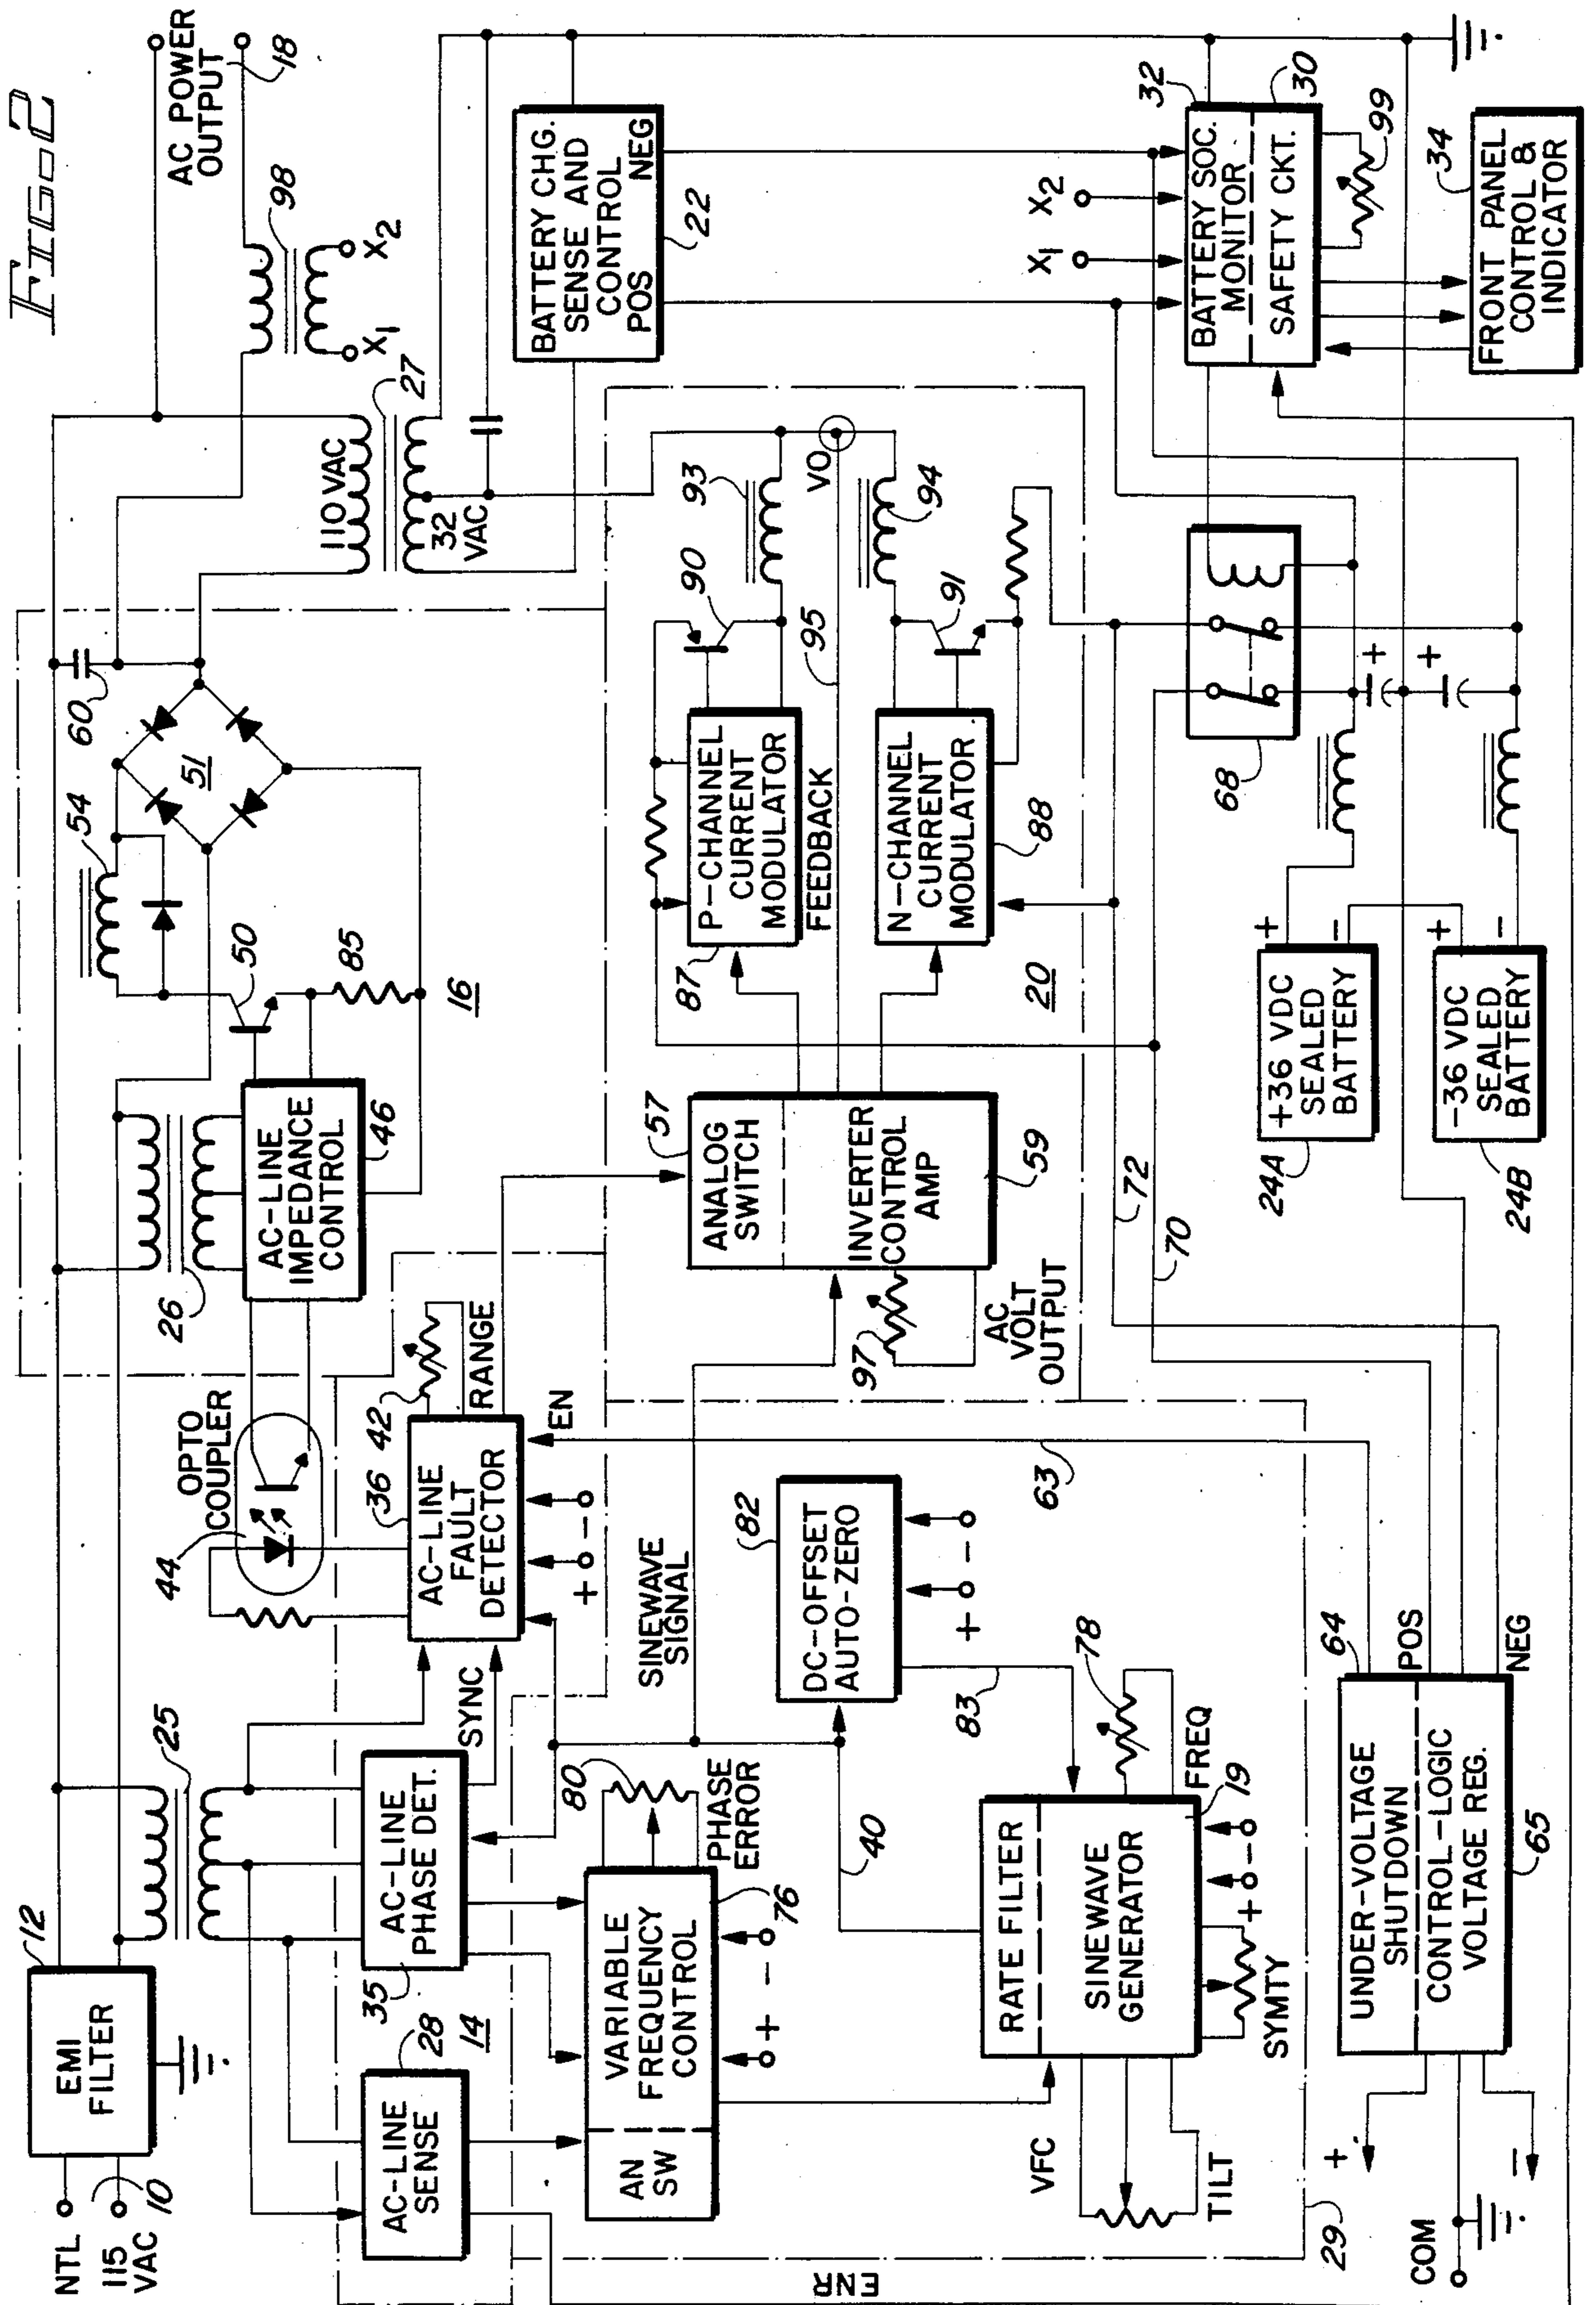 FIG-2
NTL
115
VAC
10
12
EMI
FILTER
25
26
OPTO
COUPLER
44
AC-LINE
IMPEDANCE
CONTROL
46
50
85
16
54
51
60
110 VAC
27
32
VAC
98
X1
X2
AC POWER
OUTPUT
18
AC-LINE
SENSE
28
14
AC-LINE
PHASE DET.
35
SYNC
AC-LINE
FAULT
DETECTOR
36
42
RANGE
+
-
EN
AN
SW
VARIABLE
FREQUENCY
CONTROL
76
+
-
80
PHASE
ERROR
SINEWAVE
SIGNAL
DC-OFFSET
AUTO-ZERO
82
+
-
83
40
63
RATE FILTER
SINEWAVE
GENERATOR
19
VFC
TILT
SYMTY
+
-
FREQ
78
29
ENR
ANALOG
SWITCH
57
INVERTER
CONTROL
AMP
59
97
AC
VOLT
OUTPUT
P-CHANNEL
CURRENT
MODULATOR
87
FEEDBACK
95
N-CHANNEL
CURRENT
MODULATOR
88
20
90
91
93
94
VO
BATTERY CHG.
SENSE AND
CONTROL
POS
NEG
22
72
70
68
X1
X2
BATTERY SOC.
MONITOR
32
SAFETY CKT.
30
99
FRONT PANEL
CONTROL &
INDICATOR
34
+36 VDC
SEALED
BATTERY
24A
+
-
-36 VDC
SEALED
BATTERY
24B
+
-
+
+
UNDER-VOLTAGE
SHUTDOWN
64
CONTROL-LOGIC
VOLTAGE REG.
65
POS
NEG
COM
+
-